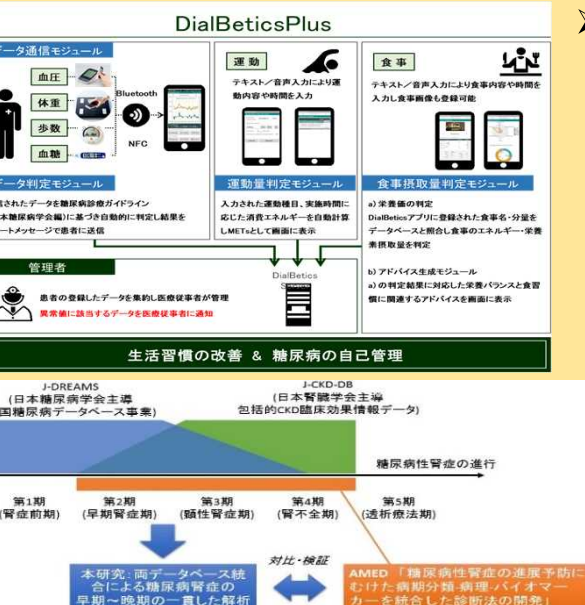 DialBeticsPlus
データ通信モジュール
血圧
体重
歩数
血糖
Bluetooth
NFC
運動
テキスト／音声入力により運
動内容や時間を入力
食事
テキスト／音声入力により食事内容や時間を
入力し食事画像も登録可能
データ判定モジュール
信されたデータを糖尿病診療ガイドライン
本糖尿病学会編)に基づき自動的に判定し結果を
ートメッセージで患者に送信
運動量判定モジュール
入力された運動種目、実施時間に
応じた消費エネルギーを自動計算
しMETsとして画面に表示
食事摂取量判定モジュール
a) 栄養価の判定
DialBeticsアプリに登録された食事名・分量を
データベースと照合し食事のエネルギー・栄養
素摂取量を判定
b) アドバイス生成モジュール
a) の判定結果に対応した栄養バランスと食習
慣に関連するアドバイスを画面に表示
管理者
患者の登録したデータを集約し医療従事者が管理
異常値に該当するデータを医療従事者に通知
DialBetics
生活習慣の改善 & 糖尿病の自己管理
J-DREAMS
(日本糖尿病学会主導
国糖尿病データベース事業)
J-CKD-DB
(日本腎臓学会主導
包括的CKD臨床効果情報データ)
糖尿病性腎症の進行
第1期
(腎症前期)
第2期
(早期腎症期)
第3期
(顕性腎症期)
第4期
(腎不全期)
第5期
(透析療法期)
本研究：両データベース統
合による糖尿病腎症の
早期～晩期の一貫した解析
対比・検証
AMED 「糖尿病性腎症の進展予防に
むけた病期分類-病理-バイオマー
カーを統合した診断法の開発」